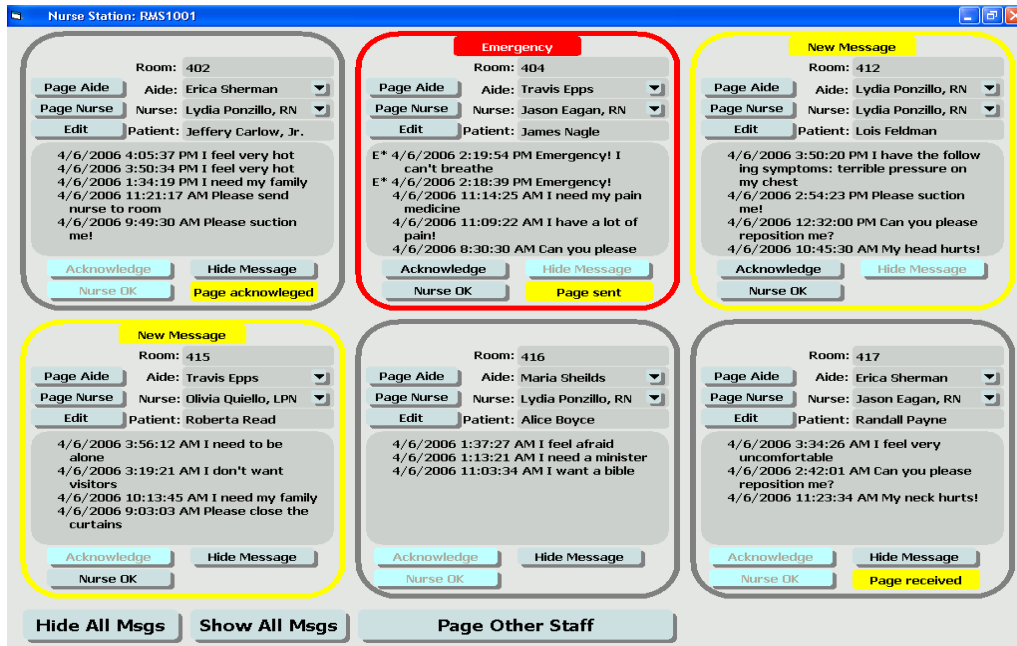 Nurse Station: RMS1001
Room: 402
Page Aide Aide: Erica Sherman
Page Nurse Nurse: Lydia Ponzillo, RN
Edit Patient: Jeffery Carlow, Jr.
4/6/2006 4:05:37 PM I feel very hot
4/6/2006 3:50:34 PM I feel very hot
4/6/2006 1:34:19 PM I need my family
4/6/2006 11:21:17 AM Please send
nurse to room
4/6/2006 9:49:30 AM Please suction
me!
Acknowledge Hide Message
Nurse OK Page acknowleged
Emergency
Room: 404
Page Aide Aide: Travis Epps
Page Nurse Nurse: Jason Eagan, RN
Edit Patient: James Nagle
E* 4/6/2006 2:19:54 PM Emergency! I
can't breathe
E* 4/6/2006 2:18:39 PM Emergency!
4/6/2006 11:14:25 AM I need my pain
medicine
4/6/2006 11:09:22 AM I have a lot of
pain!
4/6/2006 8:30:30 AM Can you please
Acknowledge Hide Message
Nurse OK Page sent
New Message
Room: 412
Page Aide Aide: Lydia Ponzillo, RN
Page Nurse Nurse: Lydia Ponzillo, RN
Edit Patient: Lois Feldman
4/6/2006 3:50:20 PM I have the follow
ing symptoms: terrible pressure on
my chest
4/6/2006 2:54:23 PM Please suction
me!
4/6/2006 12:32:00 PM Can you please
reposition me?
4/6/2006 10:45:30 AM My head hurts!
Acknowledge Hide Message
Nurse OK
New Message
Room: 415
Page Aide Aide: Travis Epps
Page Nurse Nurse: Olivia Quiello, LPN
Edit Patient: Roberta Read
4/6/2006 3:56:12 AM I need to be
alone
4/6/2006 3:19:21 AM I don't want
visitors
4/6/2006 10:13:45 AM I need my family
4/6/2006 9:03:03 AM Please close the
curtains
Acknowledge Hide Message
Nurse OK
Room: 416
Page Aide Aide: Maria Sheilds
Page Nurse Nurse: Lydia Ponzillo, RN
Edit Patient: Alice Boyce
4/6/2006 1:37:27 AM I feel afraid
4/6/2006 1:13:21 AM I need a minister
4/6/2006 11:03:34 AM I want a bible
Acknowledge Hide Message
Nurse OK
Room: 417
Page Aide Aide: Erica Sherman
Page Nurse Nurse: Jason Eagan, RN
Edit Patient: Randall Payne
4/6/2006 3:34:26 AM I feel very
uncomfortable
4/6/2006 2:42:01 AM Can you please
reposition me?
4/6/2006 11:23:34 AM My neck hurts!
Acknowledge Hide Message
Nurse OK Page received
Hide All Msgs Show All Msgs Page Other Staff